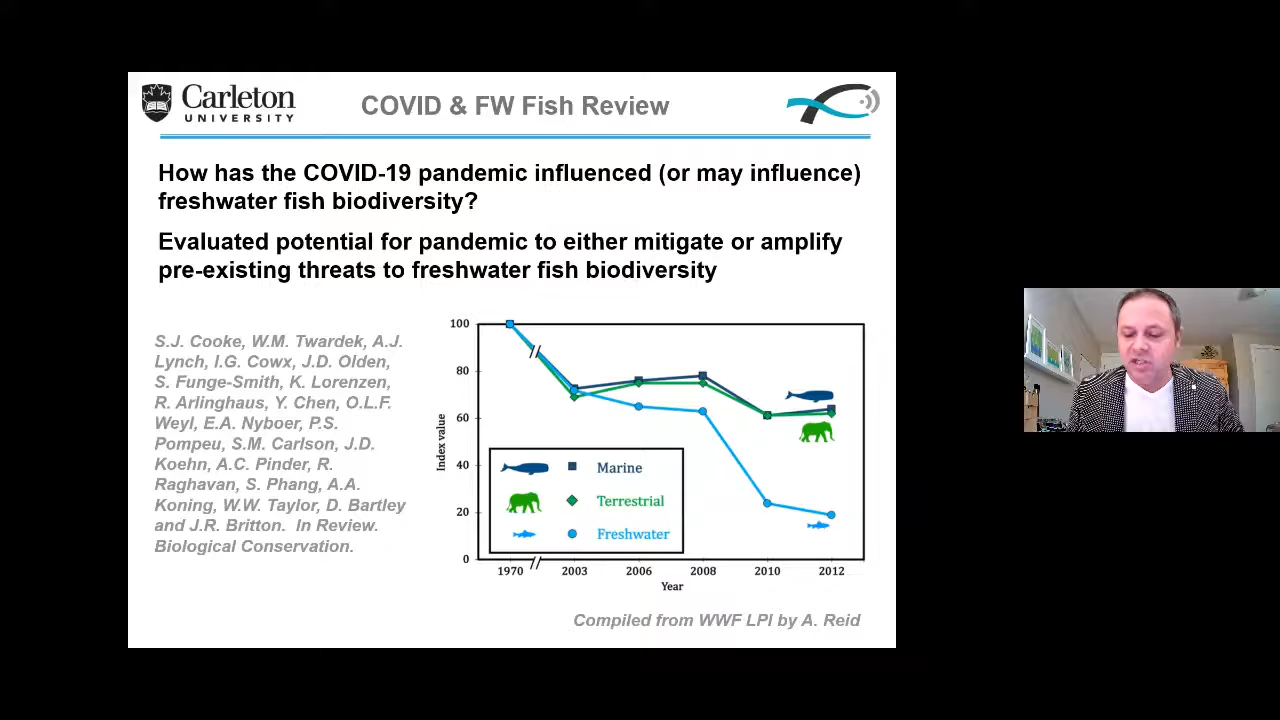 Carleton
UNIVERSITY
COVID & FW Fish Review
How has the COVID-19 pandemic influenced (or may influence)
freshwater fish biodiversity?
Evaluated potential for pandemic to either mitigate or amplify
pre-existing threats to freshwater fish biodiversity
S.J. Cooke, W.M. Twardek, A.J.
Lynch, I.G. Cowx, J.D. Olden,
S. Funge-Smith, K. Lorenzen,
R. Arlinghaus, Y. Chen, O.L.F.
Weyl, E.A. Nyboer, P.S.
Pompeu, S.M. Carlson, J.D.
Koehn, A.C. Pinder, R.
Raghavan, S. Phang, A.A.
Koning, W.W. Taylor, D. Bartley
and J.R. Britton. In Review.
Biological Conservation.
100
80
60
40
20
0
Index value
Marine
Terrestrial
Freshwater
1970 // 2003 2006 2008 2010 2012
Year
Compiled from WWF LPI by A. Reid